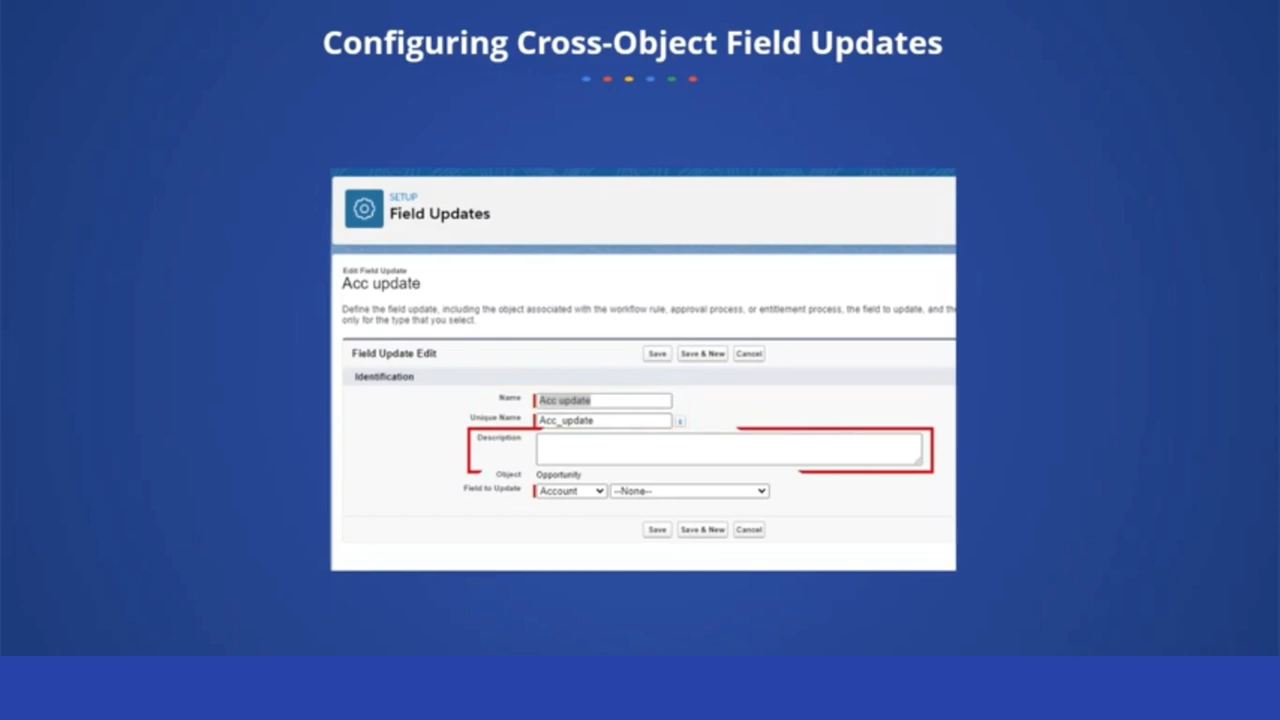 Configuring Cross-Object Field Updates
SETUP
Field Updates
Edit Field Update
Acc update
Define the field update, including the object associated with the workflow rule, approval process, or entitlement process, the field to update, and the
only for the type that you select.
Field Update Edit
Save Save & New Cancel
Identification
Name Acc update
Unique Name Acc_update i
Description
Object Opportunity
Field to Update Account --None--
Save Save & New Cancel